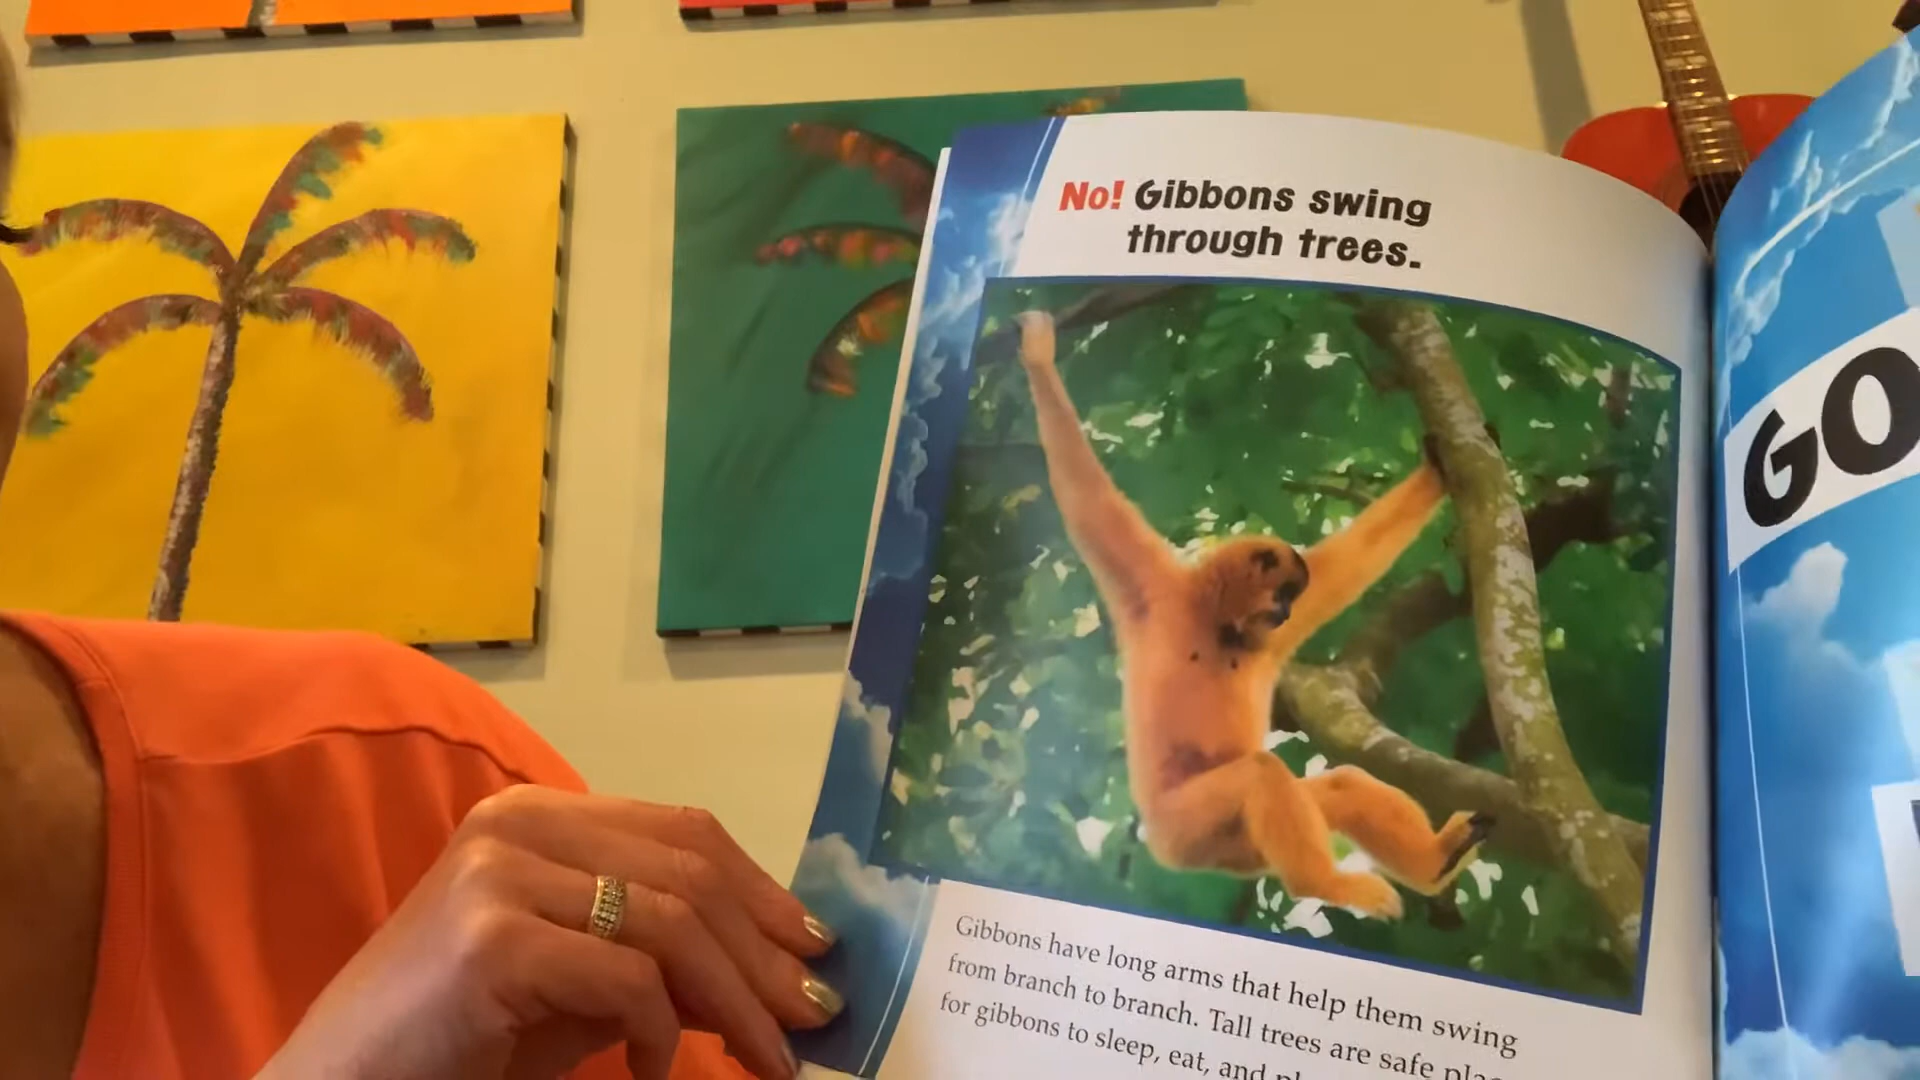 No! Gibbons swing
through trees.
Gibbons have long arms that help them swing
from branch to branch. Tall trees are safe
for gibbons to sleep, eat, and
GO